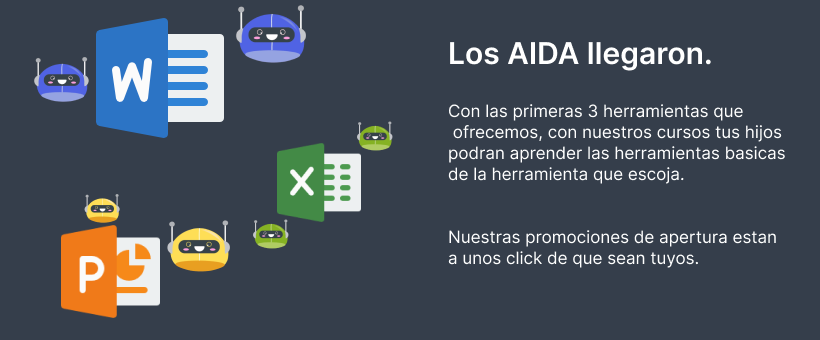 Los AIDA llegaron.
Con las primeras 3 herramientas que
ofrecemos, con nuestros cursos tus hijos
podran aprender las herramientas basicas
de la herramienta que escoja.
Nuestras promociones de apertura estan
a unos click de que sean tuyos.
W
X
P